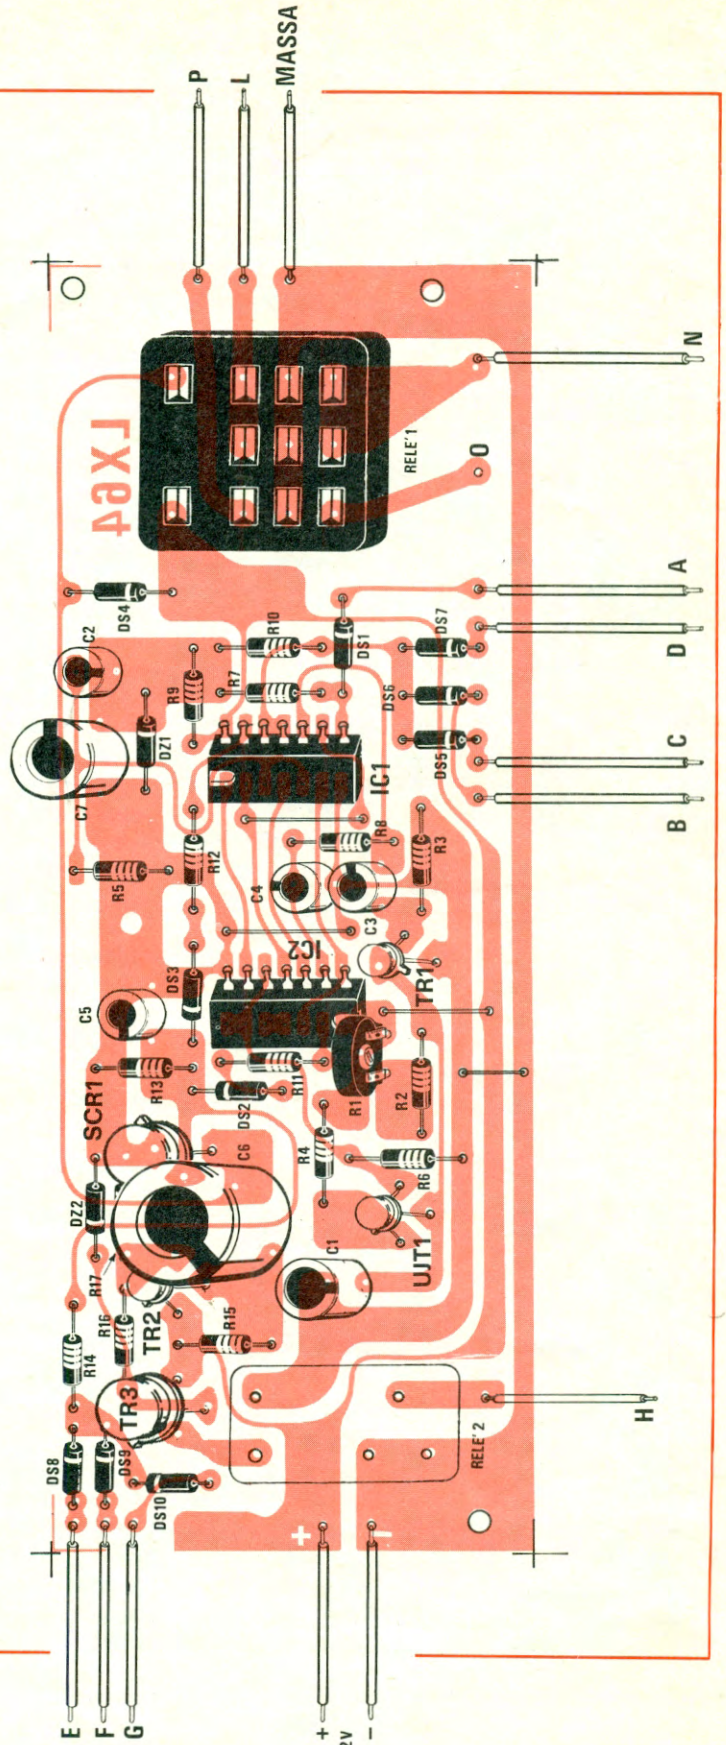 P
L
MASSA
LX64
RELE'1
N
O
DS4
C2
R10
DS1
DS7
A
D
R9
R7
DS6
DZ1
C7
IC1
DS5
C
B
R5
R12
R8
R3
C4
C3
IC2
TR1
DS3
C5
R13
R11
R1
R2
SCR1
DS2
C6
R4
R6
DZ2
R17
C1
UJT1
R16
TR2
R14
R15
TR3
RELE'2
H
DS8
DS9
DS10
+
-
E
F
G
+
2V
-